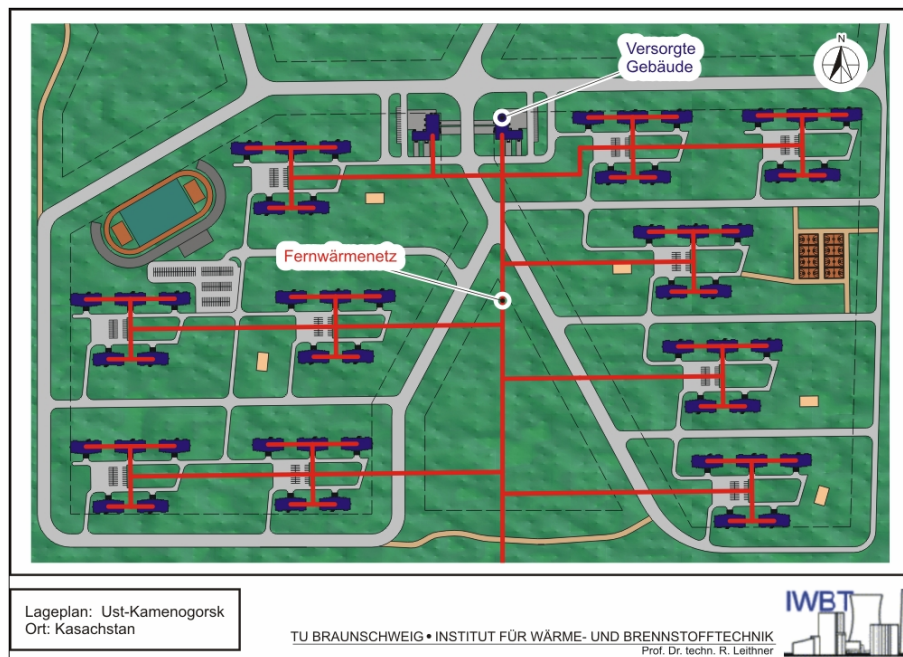 Versorgte
Gebäude
N
Fernwärmenetz
Lageplan: Ust-Kamenogorsk
Ort: Kasachstan
TU BRAUNSCHWEIG • INSTITUT FÜR WÄRME- UND BRENNSTOFFTECHNIK
Prof. Dr. techn. R. Leithner
IWBT